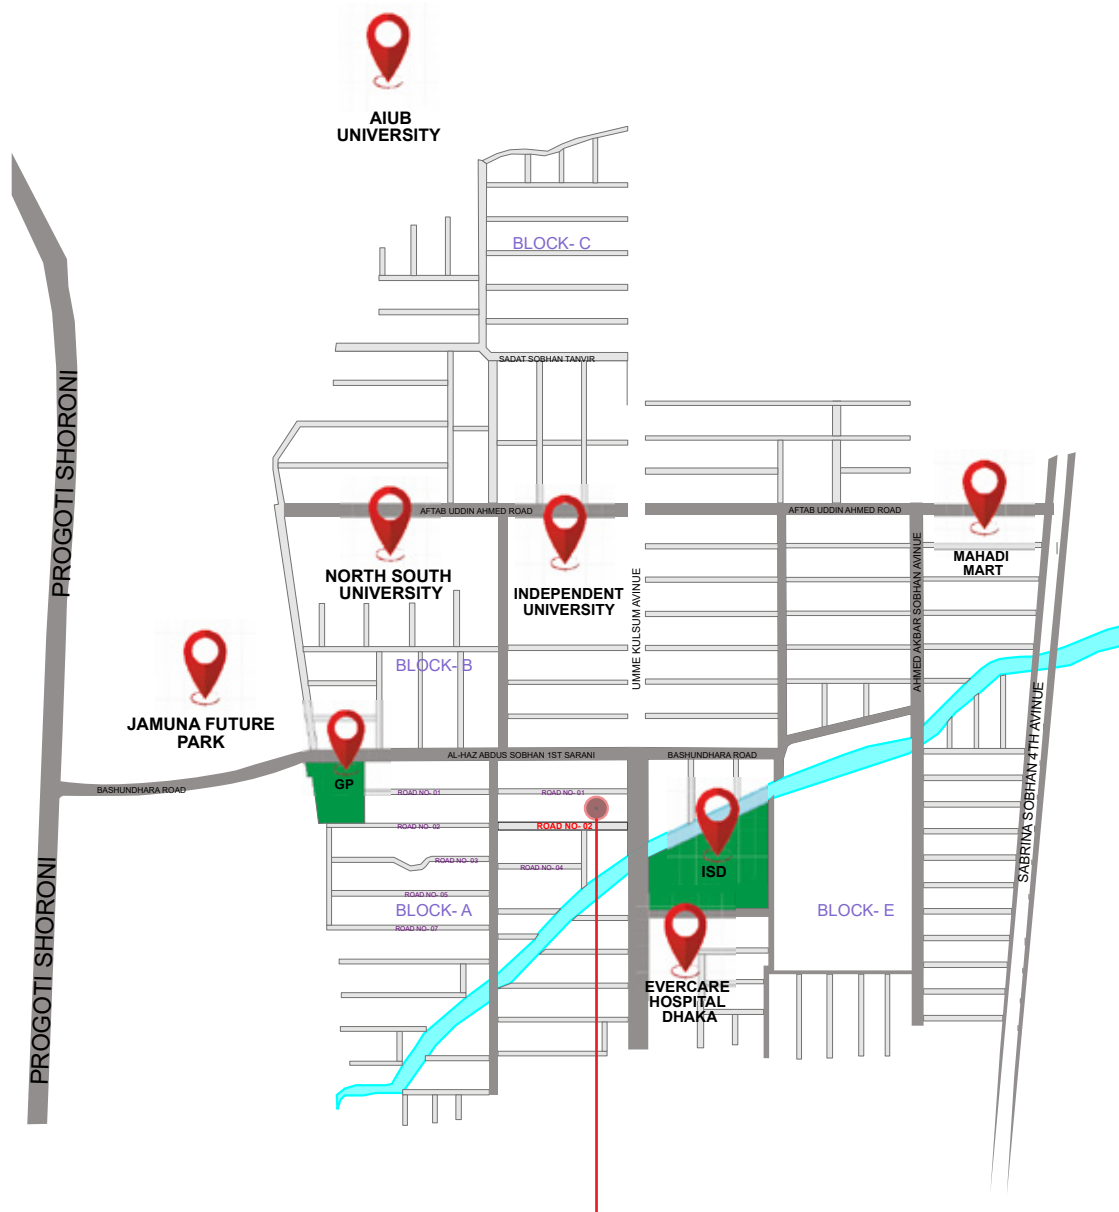 AIUB
UNIVERSITY
BLOCK- C
SADAT SOBHAN TANVIR
PROGOTI SHORONI
AFTAB UDDIN AHMED ROAD
AFTAB UDDIN AHMED ROAD
MAHADI
MART
NORTH SOUTH
UNIVERSITY
INDEPENDENT
UNIVERSITY
UMME KULSUM AVINUE
AHMED AKBAR SOBHAN AVINUE
BLOCK- B
JAMUNA FUTURE
PARK
SABRINA SOBHAN 4TH AVINUE
AL-HAZ ABDUS SOBHAN 1ST SARANI
BASHUNDHARA ROAD
GP
BASHUNDHARA ROAD
ROAD NO- 01
ROAD NO- 01
ROAD NO- 02
ROAD NO- 02
ROAD NO- 03
ROAD NO- 04
ISD
ROAD NO- 05
BLOCK- A
BLOCK- E
ROAD NO- 07
PROGOTI SHORONI
EVERCARE
HOSPITAL
DHAKA